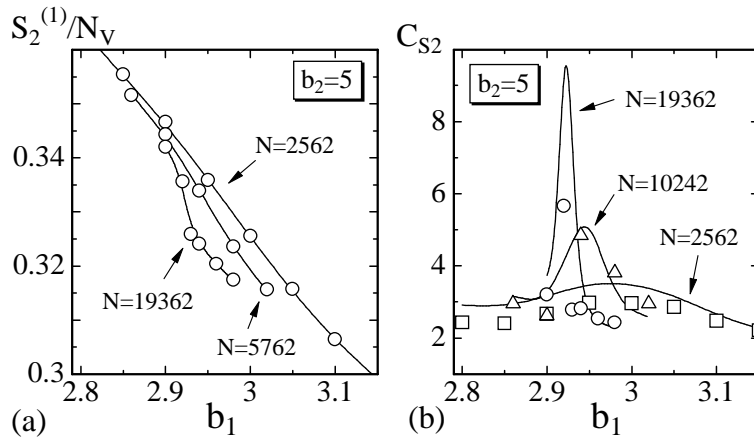 S₂⁽¹⁾/N_V
b₂=5
0.34
0.32
0.3
N=2562
N=19362
N=5762
2.8 2.9 3 3.1
(a) b₁
C_S2
b₂=5
8
6
4
2
N=19362
N=10242
N=2562
2.8 2.9 3 3.1
(b) b₁